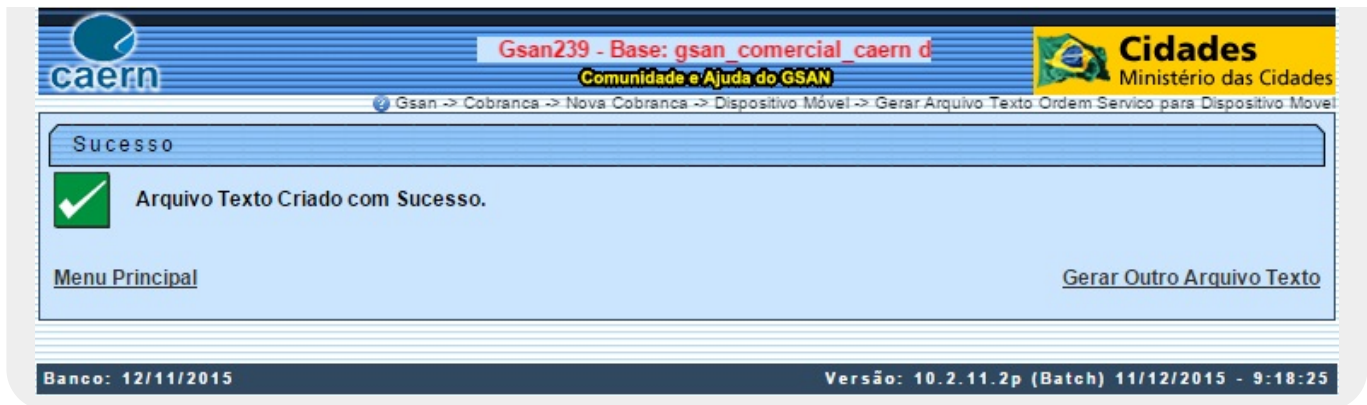 caern
Gsan239 - Base: gsan_comercial_caern d
Comunidade e Ajuda do GSAN
Cidades
Ministério das Cidades
Gsan -> Cobranca -> Nova Cobranca -> Dispositivo Móvel -> Gerar Arquivo Texto Ordem Servico para Dispositivo Movel
Sucesso
Arquivo Texto Criado com Sucesso.
Menu Principal
Gerar Outro Arquivo Texto
Banco: 12/11/2015
Versão: 10.2.11.2p (Batch) 11/12/2015 - 9:18:25